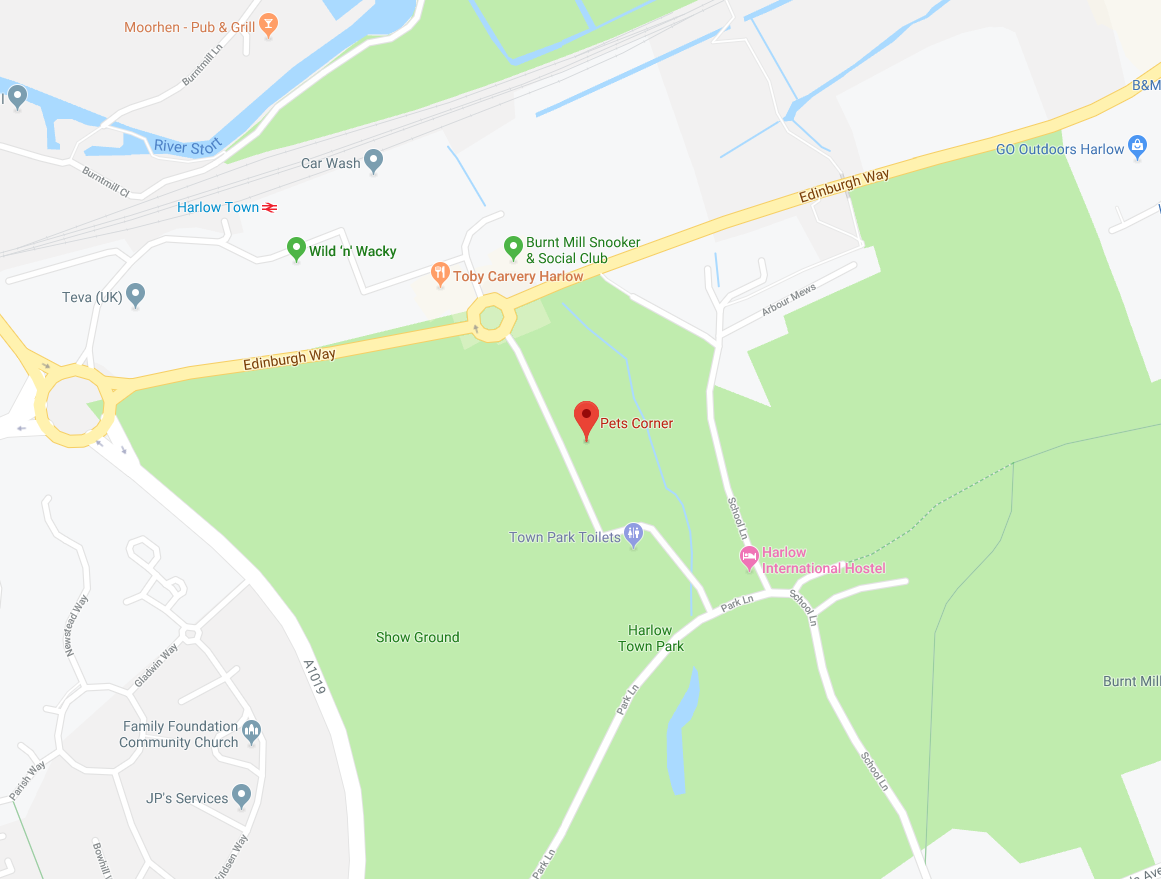 Moorhen - Pub & Grill
Burntmill Ln
B&M
River Stort
GO Outdoors Harlow
Car Wash
Burntmill Cl
Edinburgh Way
Harlow Town
Burnt Mill Snooker
& Social Club
Wild 'n' Wacky
Toby Carvery Harlow
Teva (UK)
Arbour Mews
Edinburgh Way
Pets Corner
School Ln
Town Park Toilets
Harlow
International Hostel
Park Ln
School Ln
Newstead Way
Show Ground
Harlow
Town Park
Gladwin Way
A1019
Burnt Mill
Park Ln
Family Foundation
Community Church
School Ln
Parish Way
JP's Services
Park Ln